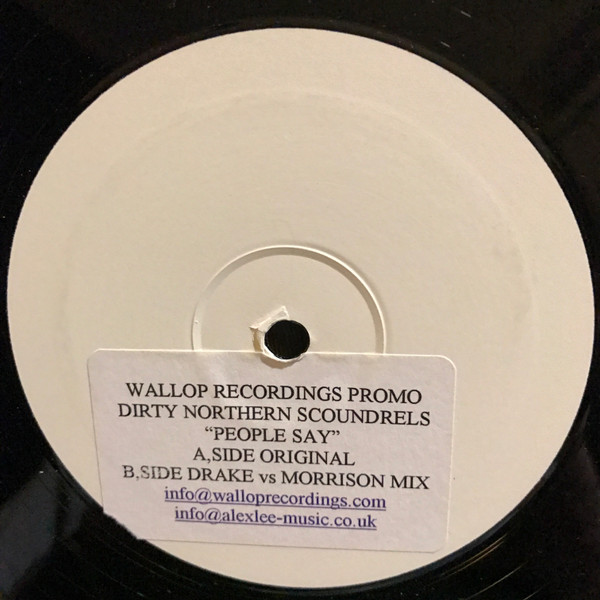 WALLOP RECORDINGS PROMO
DIRTY NORTHERN SCOUNDRELS
“PEOPLE SAY”
A,SIDE ORIGINAL
B,SIDE DRAKE vs MORRISON MIX
info@walloprecordings.com
info@alexlee-music.co.uk